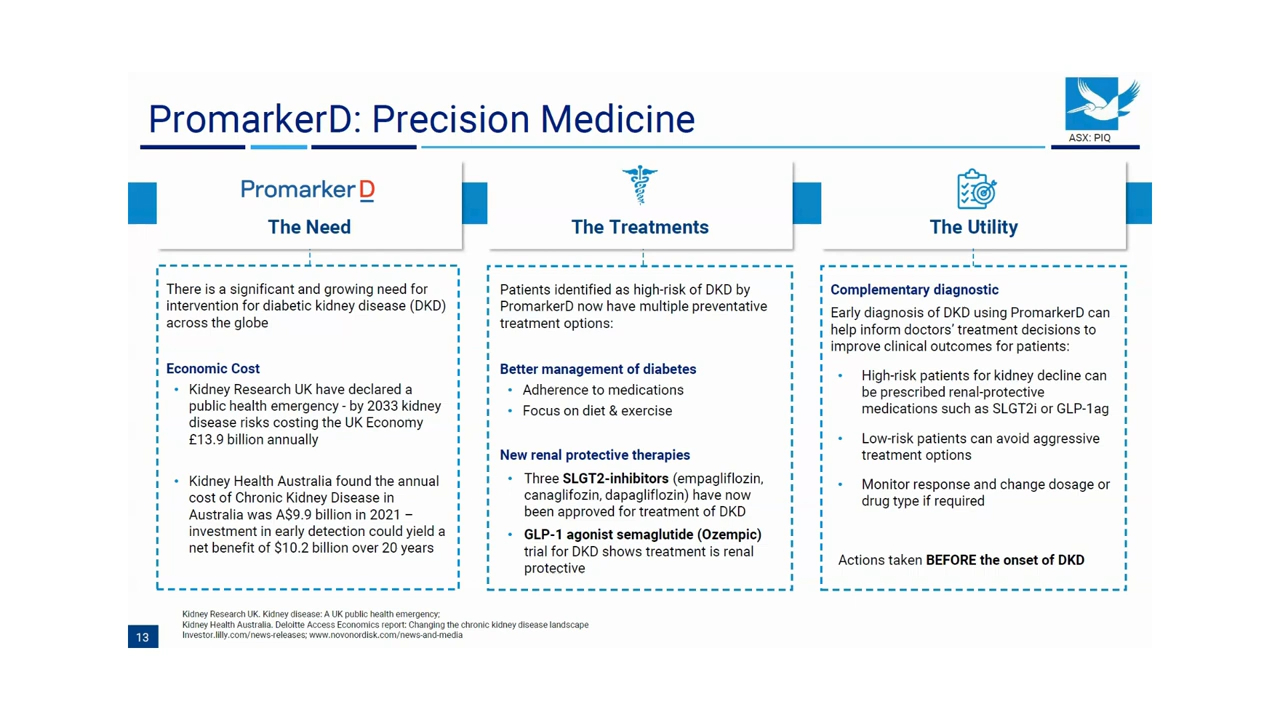 PromarkerD: Precision Medicine
ASX: PIQ
PromarkerD
The Need
There is a significant and growing need for
intervention for diabetic kidney disease (DKD)
across the globe
Economic Cost
• Kidney Research UK have declared a
public health emergency - by 2033 kidney
disease risks costing the UK Economy
£13.9 billion annually
• Kidney Health Australia found the annual
cost of Chronic Kidney Disease in
Australia was A$9.9 billion in 2021 –
investment in early detection could yield a
net benefit of $10.2 billion over 20 years
The Treatments
Patients identified as high-risk of DKD by
PromarkerD now have multiple preventative
treatment options:
Better management of diabetes
• Adherence to medications
• Focus on diet & exercise
New renal protective therapies
• Three SLGT2-inhibitors (empagliflozin,
canaglifozin, dapagliflozin) have now
been approved for treatment of DKD
• GLP-1 agonist semaglutide (Ozempic)
trial for DKD shows treatment is renal
protective
The Utility
Complementary diagnostic
Early diagnosis of DKD using PromarkerD can
help inform doctors’ treatment decisions to
improve clinical outcomes for patients:
• High-risk patients for kidney decline can
be prescribed renal-protective
medications such as SLGT2i or GLP-1ag
• Low-risk patients can avoid aggressive
treatment options
• Monitor response and change dosage or
drug type if required
Actions taken BEFORE the onset of DKD
Kidney Research UK. Kidney disease: A UK public health emergency;
Kidney Health Australia. Deloitte Access Economics report: Changing the chronic kidney disease landscape
Investor.lilly.com/news-releases; www.novonordisk.com/news-and-media
13